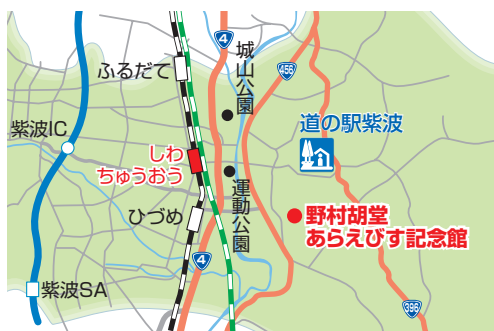 4
城山公園
456
ふるだて
道の駅紫波
紫波IC
しわ
ちゅうおう
運動公園
ひづめ
野村胡堂
あらえびす記念館
4
紫波SA
396